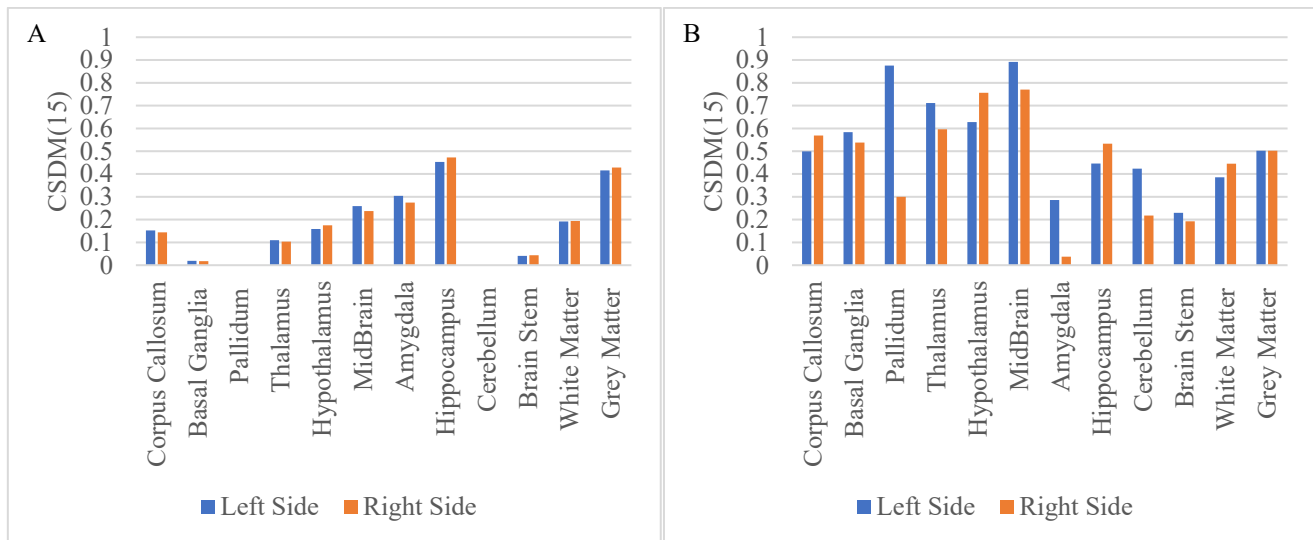 A
CSDM(15)
1
0.9
0.8
0.7
0.6
0.5
0.4
0.3
0.2
0.1
0
Corpus Callosum
Basal Ganglia
Pallidum
Thalamus
Hypothalamus
MidBrain
Amygdala
Hippocampus
Cerebellum
Brain Stem
White Matter
Grey Matter
Left Side
Right Side
B
CSDM(15)
1
0.9
0.8
0.7
0.6
0.5
0.4
0.3
0.2
0.1
0
Corpus Callosum
Basal Ganglia
Pallidum
Thalamus
Hypothalamus
MidBrain
Amygdala
Hippocampus
Cerebellum
Brain Stem
White Matter
Grey Matter
Left Side
Right Side